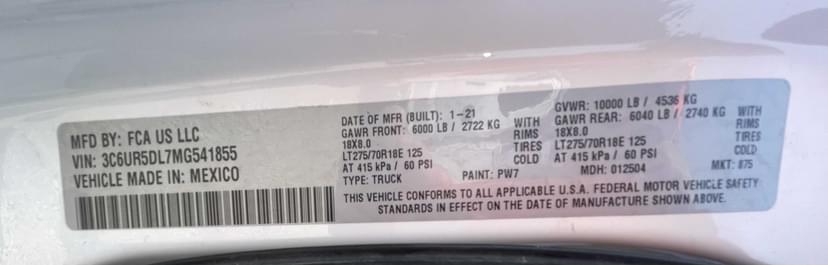 MFD BY: FCA US LLC
VIN: 3C6UR5DL7MG541855
VEHICLE MADE IN: MEXICO
DATE OF MFR (BUILT): 1-21
GAWR FRONT: 6000 LB / 2722 KG WITH
18X8.0 RIMS
LT275/70R18E 125 TIRES
AT 415 kPa / 60 PSI COLD
TYPE: TRUCK PAINT: PW7
GVWR: 10000 LB / 4536 KG
GAWR REAR: 6040 LB / 2740 KG WITH
18X8.0 RIMS
LT275/70R18E 125 TIRES
AT 415 kPa / 60 PSI COLD
MDH: 012504 MKT: 875
THIS VEHICLE CONFORMS TO ALL APPLICABLE U.S.A. FEDERAL MOTOR VEHICLE SAFETY
STANDARDS IN EFFECT ON THE DATE OF MANUFACTURE SHOWN ABOVE.